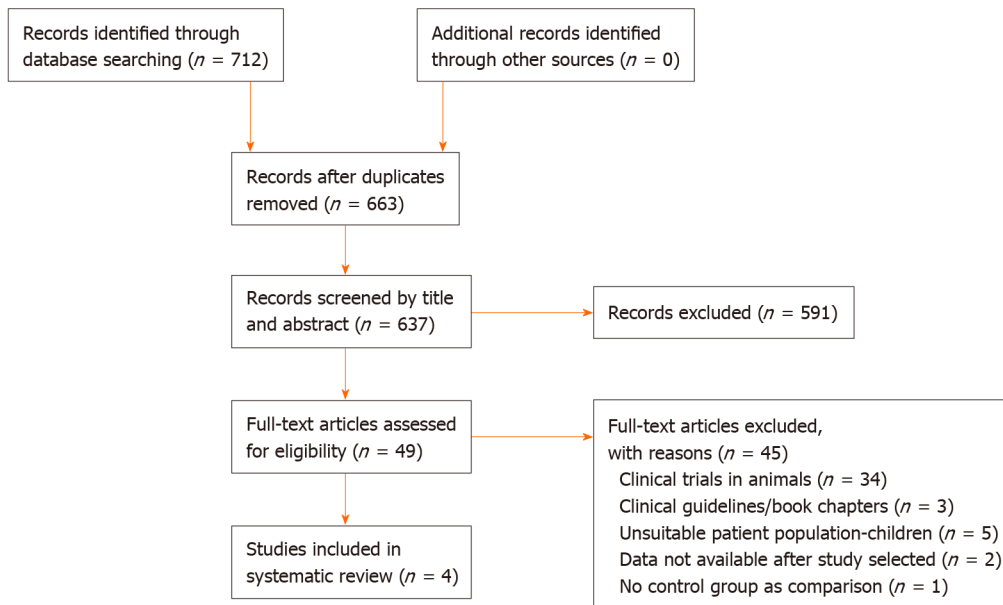 Records identified through
database searching (n = 712)
Additional records identified
through other sources (n = 0)
Records after duplicates
removed (n = 663)
Records screened by title
and abstract (n = 637)
Records excluded (n = 591)
Full-text articles assessed
for eligibility (n = 49)
Full-text articles excluded,
with reasons (n = 45)
Clinical trials in animals (n = 34)
Clinical guidelines/book chapters (n = 3)
Unsuitable patient population-children (n = 5)
Data not available after study selected (n = 2)
No control group as comparison (n = 1)
Studies included in
systematic review (n = 4)